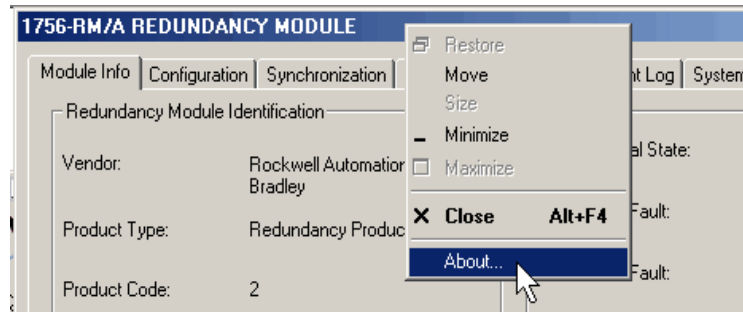 1756-RM/A REDUNDANCY MODULE
Restore
Module Info Configuration Synchronization nt Log System
Move
Redundancy Module Identification
Size
Minimize
Vendor: Rockwell Automation al State:
Bradley
Maximize
Close Alt+F4 Fault:
Product Type: Redundancy Produc
About... Fault:
Product Code: 2